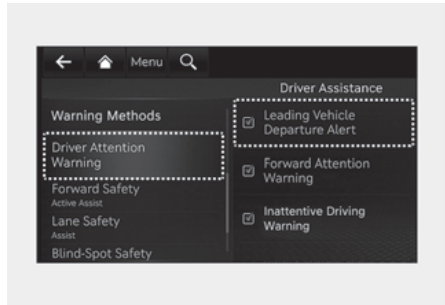 Menu
Driver Assistance
Warning Methods
Driver Attention
Warning
Forward Safety
Active Assist
Lane Safety
Assist
Blind-Spot Safety
Leading Vehicle
Departure Alert
Forward Attention
Warning
Inattentive Driving
Warning